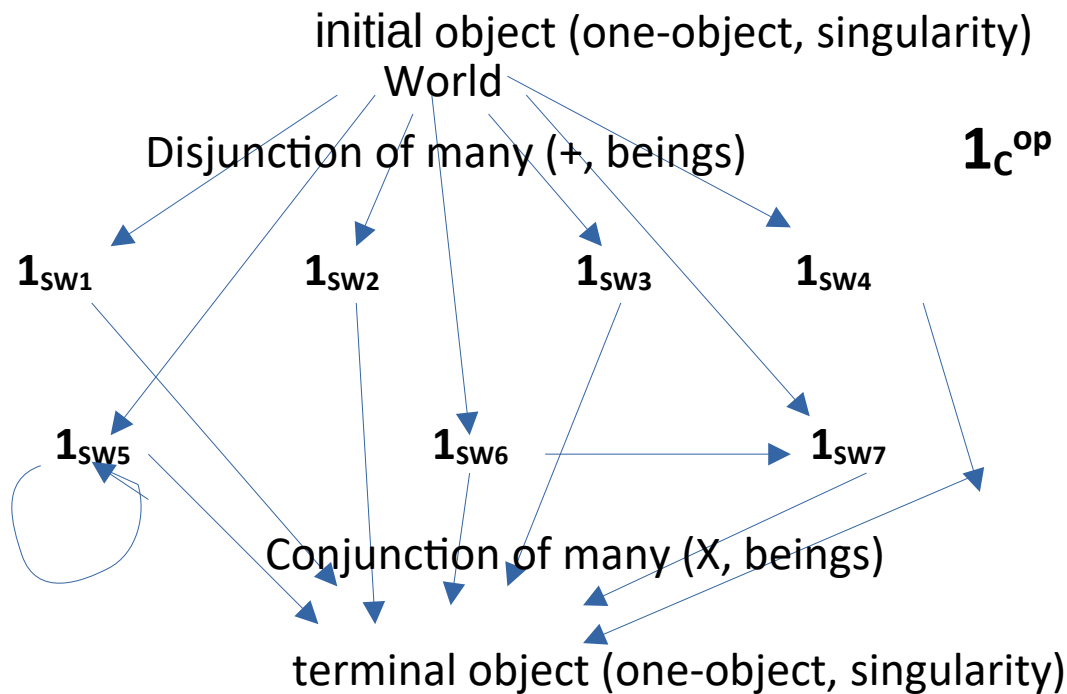 initial object (one-object, singularity)
World
Disjunction of many (+, beings)
1C^op
1SW1 1SW2 1SW3 1SW4
1SW5 1SW6 1SW7
Conjunction of many (X, beings)
terminal object (one-object, singularity)